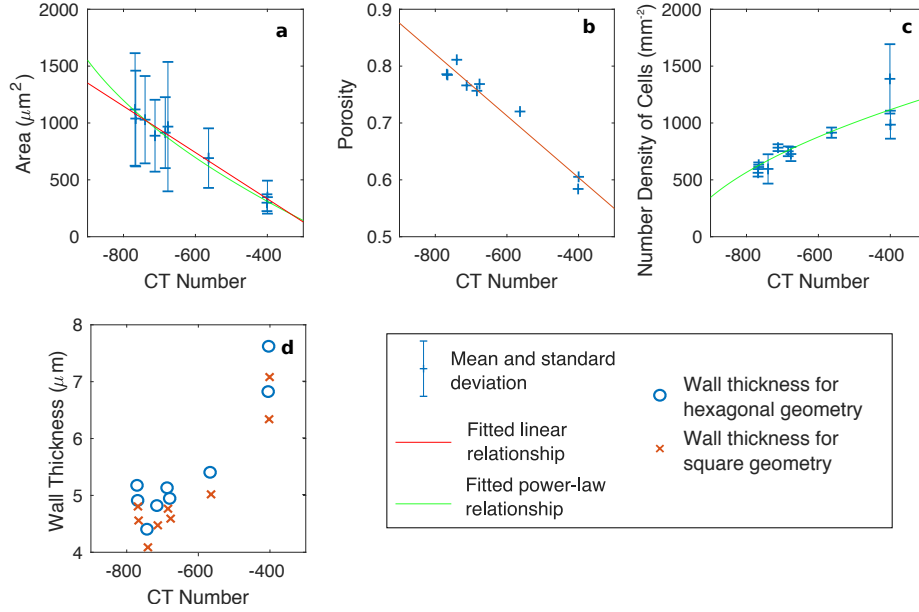 a
2000
1500
1000
500
0
Area (μm²)
-800 -600 -400
CT Number
b
0.9
0.8
0.7
0.6
0.5
Porosity
-800 -600 -400
CT Number
c
2000
1500
1000
500
0
Number Density of Cells (mm⁻²)
-800 -600 -400
CT Number
d
8
7
6
5
4
Wall Thickness (μm)
-800 -600 -400
CT Number
Mean and standard
deviation
Fitted linear
relationship
Fitted power-law
relationship
Wall thickness for
hexagonal geometry
Wall thickness for
square geometry